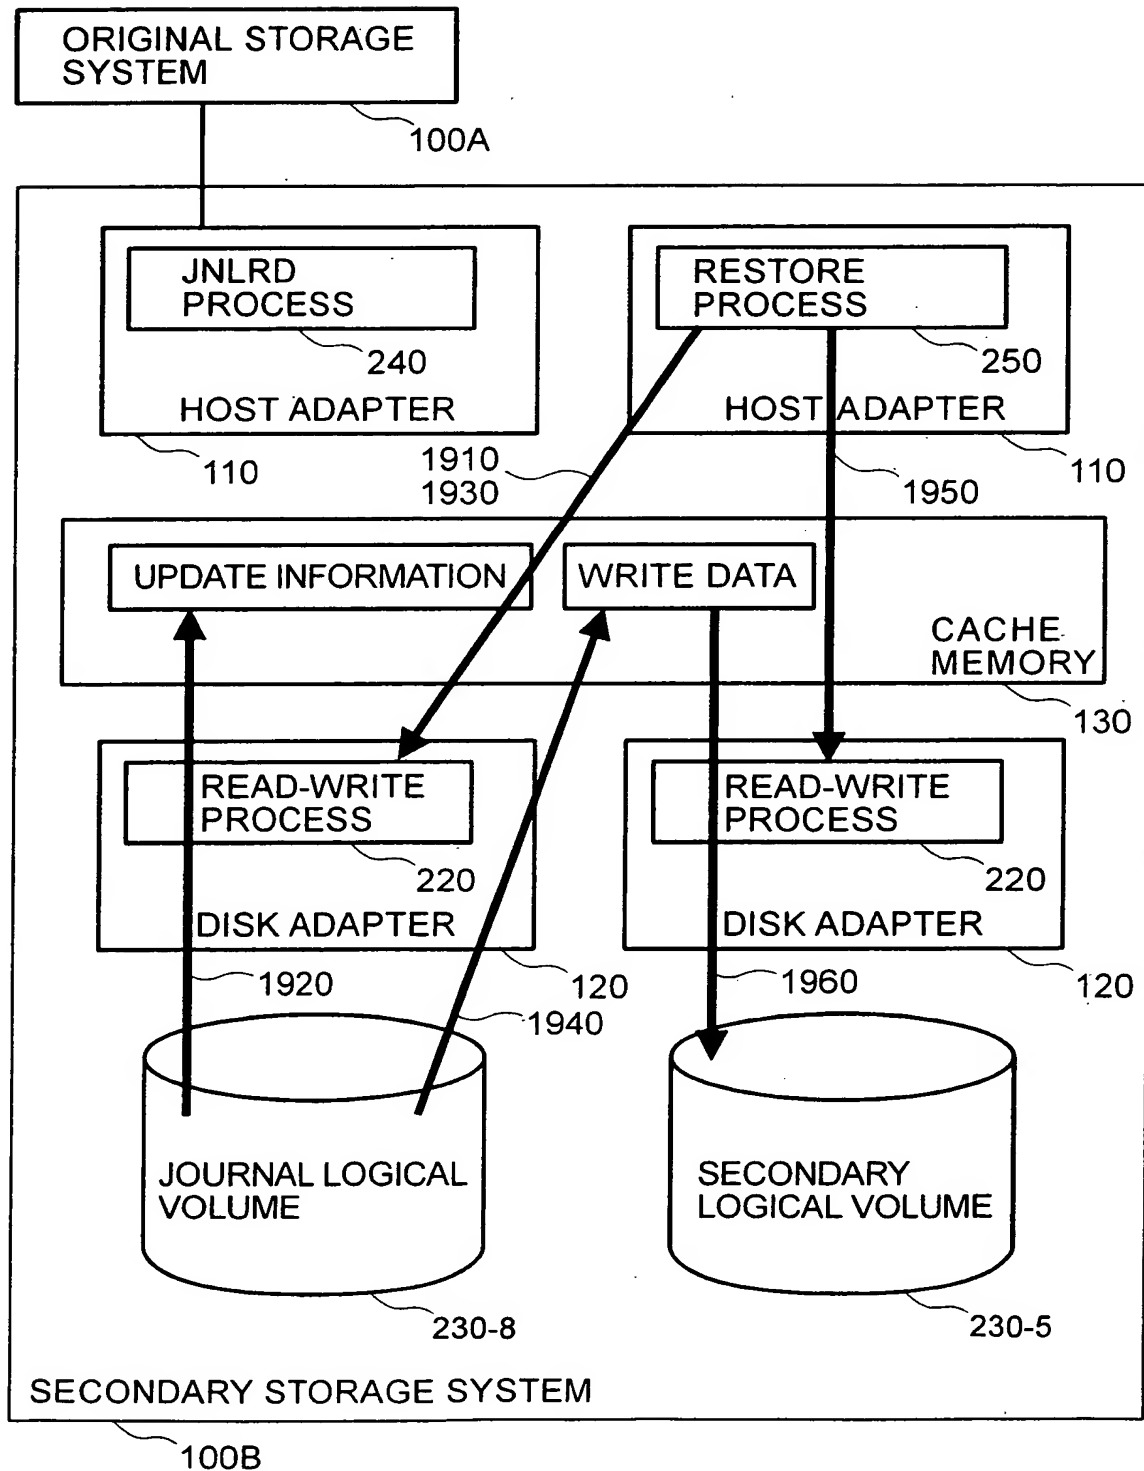 ORIGINAL STORAGE
SYSTEM
100A
JNLRD
PROCESS
240
HOST ADAPTER
110
RESTORE
PROCESS
250
HOST ADAPTER
110
1910
1930
1950
UPDATE INFORMATION
WRITE DATA
CACHE
MEMORY
130
READ-WRITE
PROCESS
220
DISK ADAPTER
120
READ-WRITE
PROCESS
220
DISK ADAPTER
120
1920
1940
1960
JOURNAL LOGICAL
VOLUME
230-8
SECONDARY
LOGICAL VOLUME
230-5
SECONDARY STORAGE SYSTEM
100B